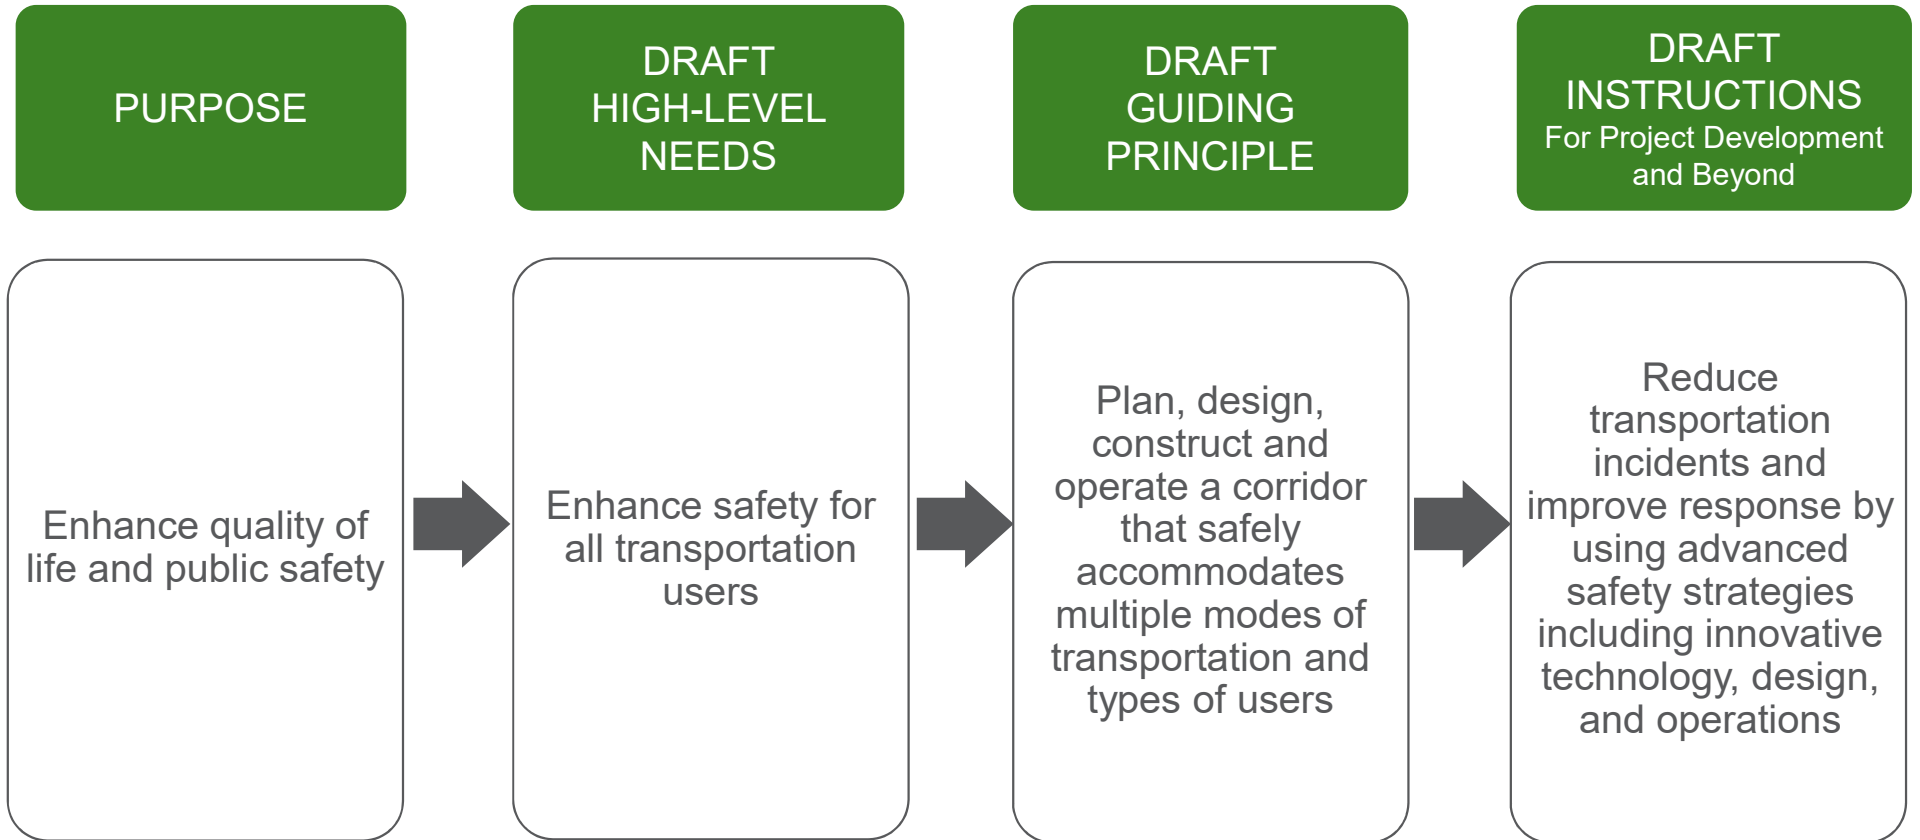 PURPOSE
DRAFT
HIGH-LEVEL
NEEDS
DRAFT
GUIDING
PRINCIPLE
DRAFT
INSTRUCTIONS
For Project Development
and Beyond
Enhance quality of
life and public safety
Enhance safety for
all transportation
users
Plan, design,
construct and
operate a corridor
that safely
accommodates
multiple modes of
transportation and
types of users
Reduce
transportation
incidents and
improve response by
using advanced
safety strategies
including innovative
technology, design,
and operations